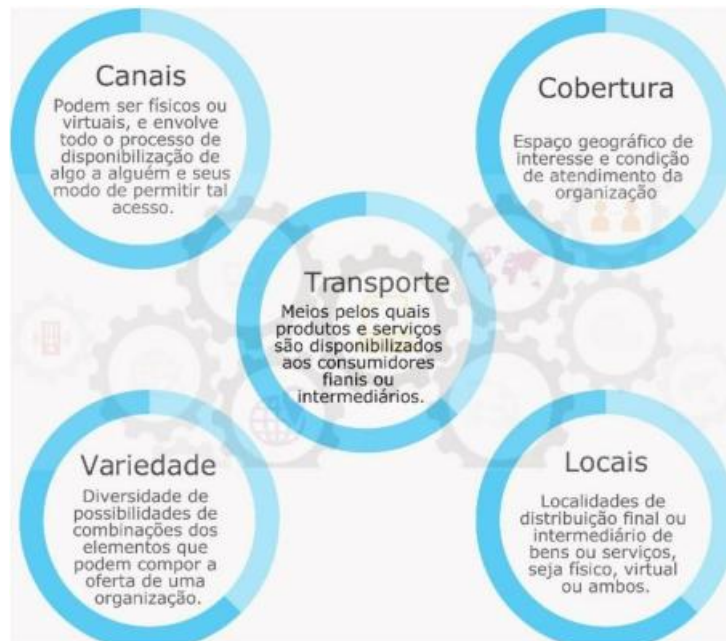 Canais
Podem ser físicos ou
virtuais, e envolve
todo o processo de
disponibilização de
algo a alguém e seus
modo de permitir tal
acesso.
Cobertura
Espaço geográfico de
interesse e condição
de atendimento da
organização
Transporte
Meios pelos quais
produtos e serviços
são disponibilizados
aos consumidores
fianis ou
intermediários.
Variedade
Diversidade de
possibilidades de
combinações dos
elementos que
podem compor a
oferta de uma
organização.
Locais
Localidades de
distribuição final ou
intermediário de
bens ou serviços,
seja físico, virtual
ou ambos.